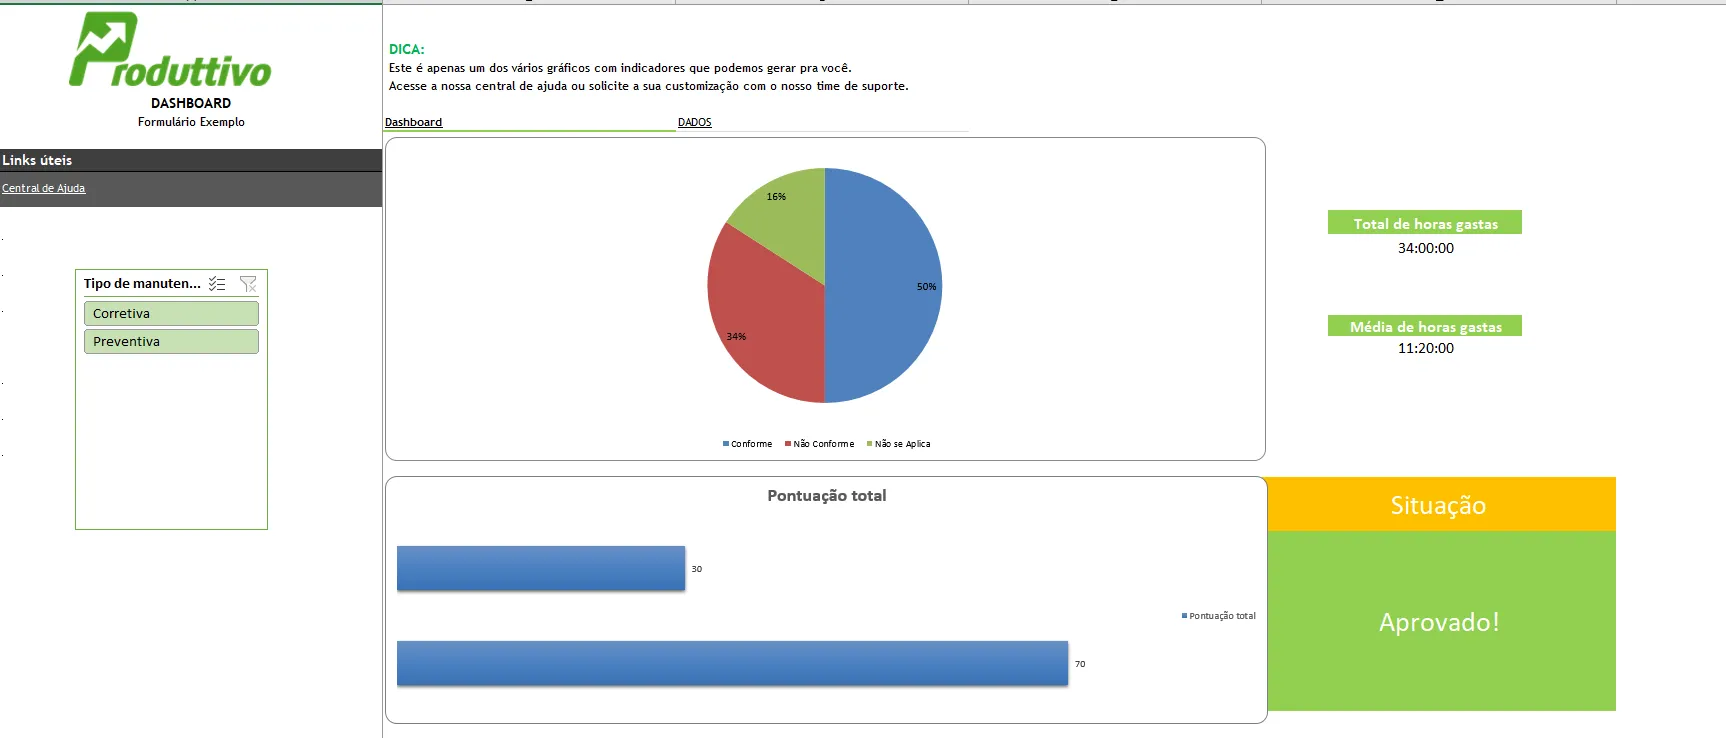 Produttivo
DASHBOARD
Formulário Exemplo
Links úteis
Central de Ajuda
Tipo de manuten...
Corretiva
Preventiva
DICA:
Este é apenas um dos vários gráficos com indicadores que podemos gerar pra você.
Acesse a nossa central de ajuda ou solicite a sua customização com o nosso time de suporte.
Dashboard
DADOS
16%
50%
34%
Conforme
Não Conforme
Não se Aplica
Total de horas gastas
34:00:00
Média de horas gastas
11:20:00
Pontuação total
30
Pontuação total
70
Situação
Aprovado!